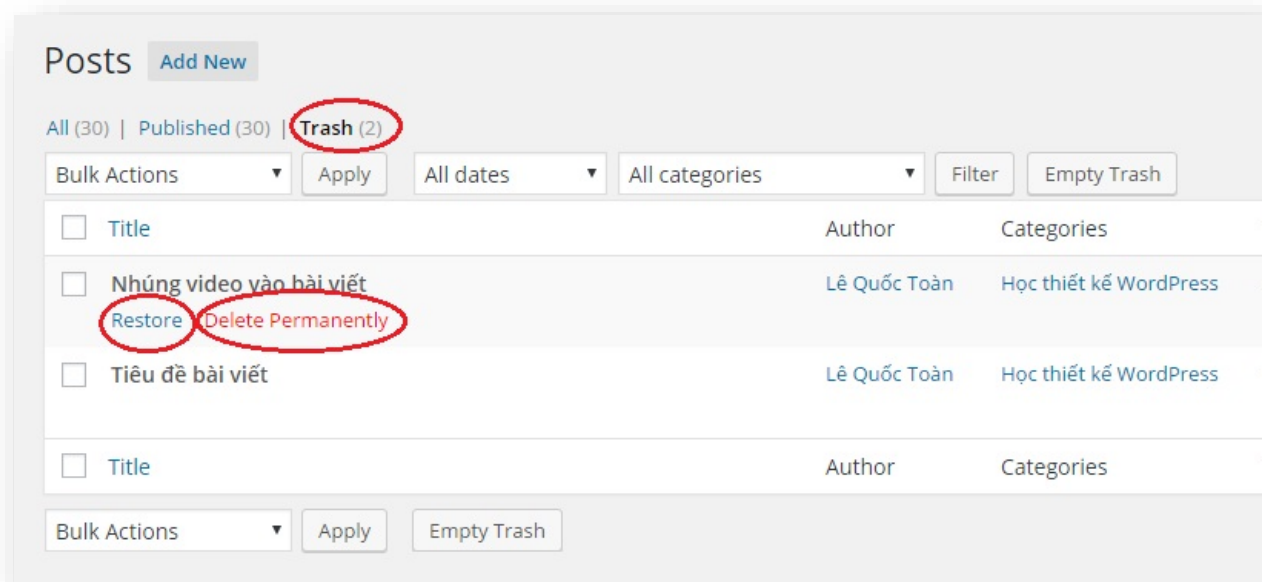 Posts Add New
All (30) | Published (30) | Trash (2)
Bulk Actions Apply All dates All categories Filter Empty Trash
Title Author Categories
Nhúng video vào bài viết Lê Quốc Toàn Học thiết kế WordPress
Restore Delete Permanently
Tiêu đề bài viết Lê Quốc Toàn Học thiết kế WordPress
Title Author Categories
Bulk Actions Apply Empty Trash